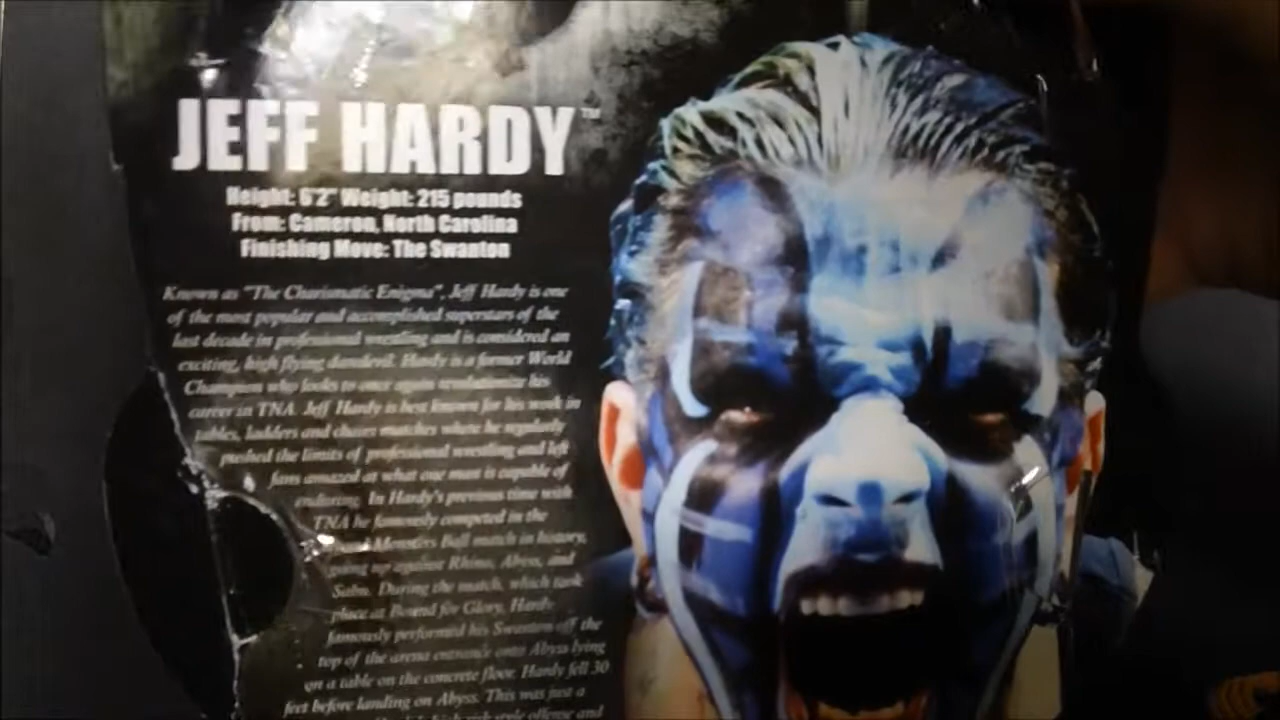 JEFF HARDY™
Height: 6'2" Weight: 215 pounds
From: Cameron, North Carolina
Finishing Move: The Swanton
Known as "The Charismatic Enigma", Jeff Hardy is one
of the most popular and accomplished superstars of the
last decade in professional wrestling and is considered an
exciting, high flying daredevil. Hardy is a former World
Champion who looks to once again revolutionize his
career in TNA. Jeff Hardy is best known for his work in
tables, ladders and chairs matches where he regularly
pushed the limits of professional wrestling and left
fans amazed at what one man is capable of
enduring. In Hardy's previous time with
TNA he famously competed in the
Monsters Ball match in history,
going up against Rhino, Abyss, and
Sabu. During the match, which took
place at Bound for Glory, Hardy
famously performed his Swanton off the
top of the arena entrance onto Abyss lying
on a table on the concrete floor. Hardy fell 30
feet before landing on Abyss. This was just a
high risk style offense and